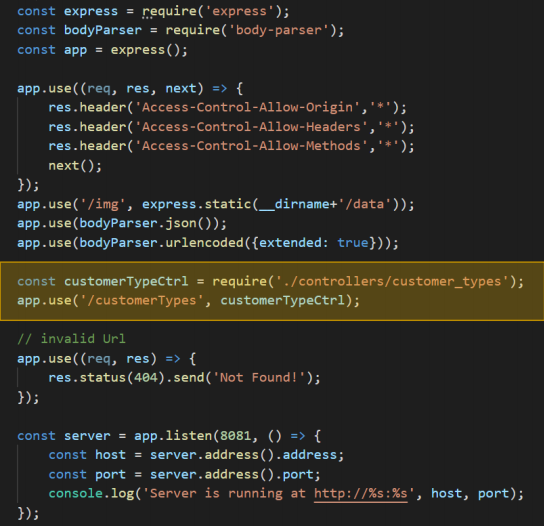 const express = require('express');
const bodyParser = require('body-parser');
const app = express();
app.use((req, res, next) => {
    res.header('Access-Control-Allow-Origin','*');
    res.header('Access-Control-Allow-Headers','*');
    res.header('Access-Control-Allow-Methods','*');
    next();
});
app.use('/img', express.static(__dirname+'/data'));
app.use(bodyParser.json());
app.use(bodyParser.urlencoded({extended: true}));
const customerTypeCtrl = require('./controllers/customer_types');
app.use('/customerTypes', customerTypeCtrl);
// invalid Url
app.use((req, res) => {
    res.status(404).send('Not Found!');
});
const server = app.listen(8081, () => {
    const host = server.address().address;
    const port = server.address().port;
    console.log('Server is running at http://%s:%s', host, port);
});